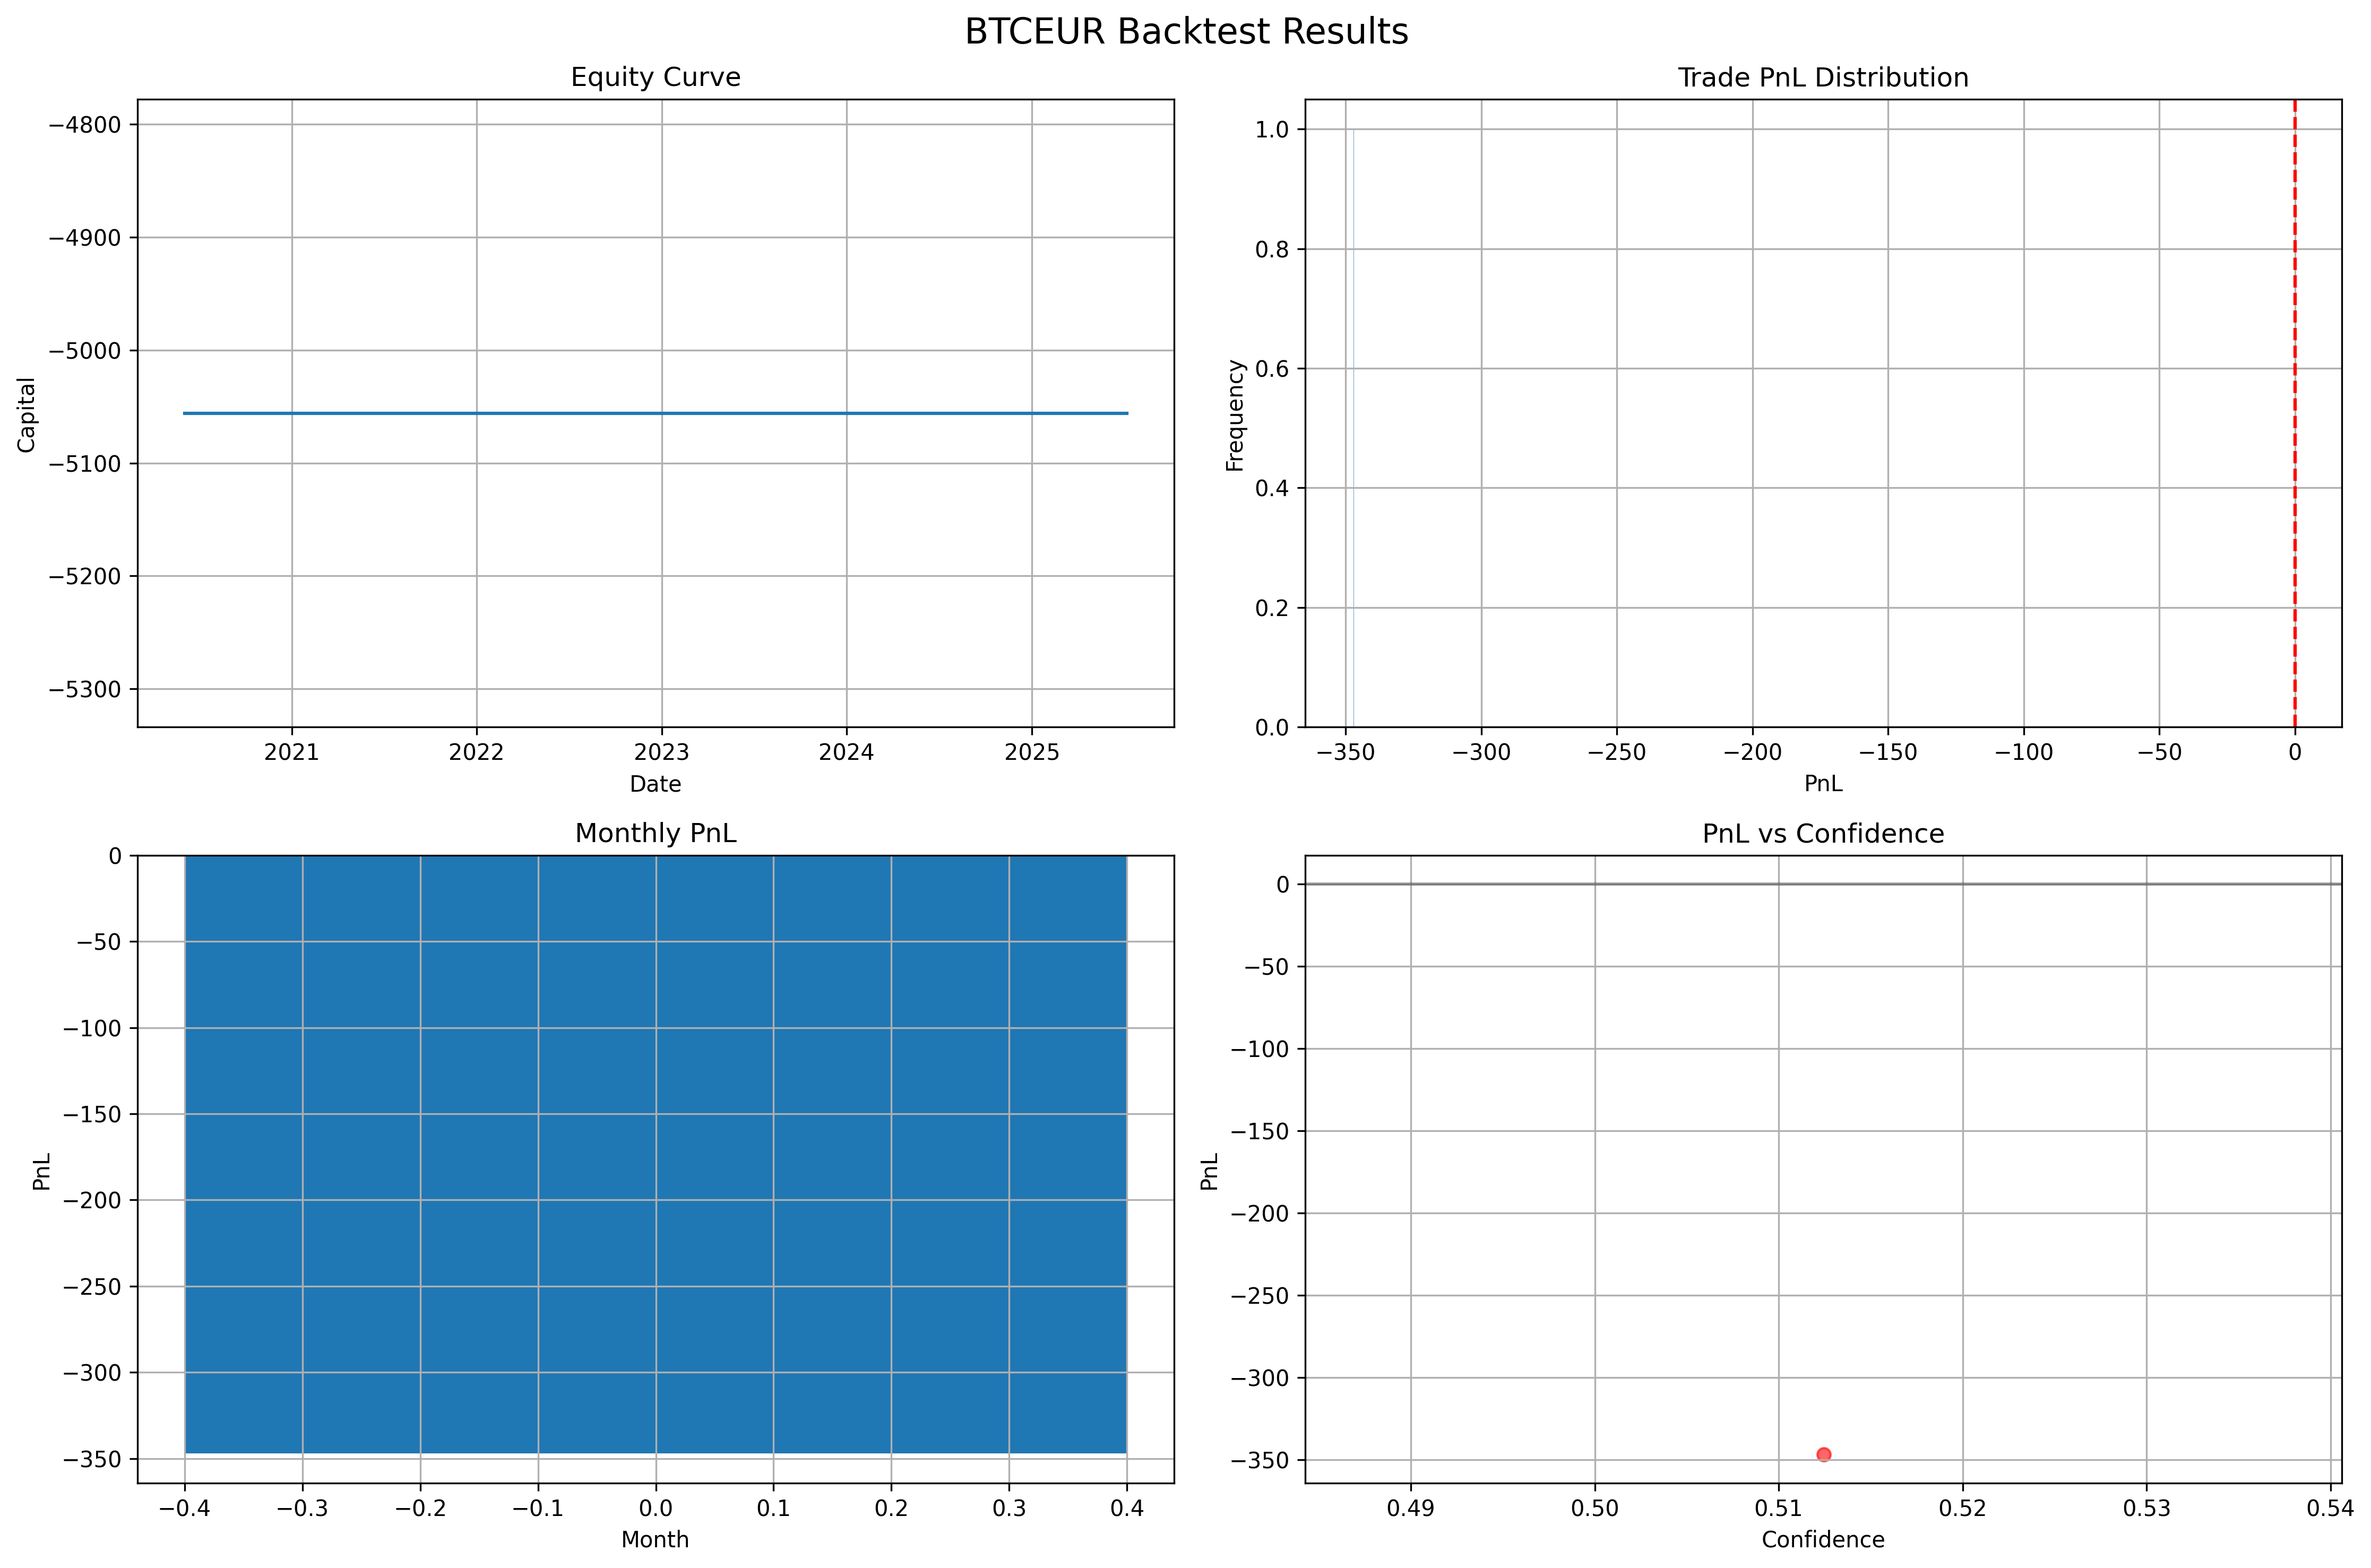 BTCEUR Backtest Results
Equity Curve
−4800
−4900
−5000
−5100
−5200
−5300
Capital
2021 2022 2023 2024 2025
Date
Trade PnL Distribution
1.0
0.8
0.6
0.4
0.2
0.0
Frequency
−350 −300 −250 −200 −150 −100 −50 0
PnL
Monthly PnL
0
−50
−100
−150
−200
−250
−300
−350
PnL
−0.4 −0.3 −0.2 −0.1 0.0 0.1 0.2 0.3 0.4
Month
PnL vs Confidence
0
−50
−100
−150
−200
−250
−300
−350
PnL
0.49 0.50 0.51 0.52 0.53 0.54
Confidence